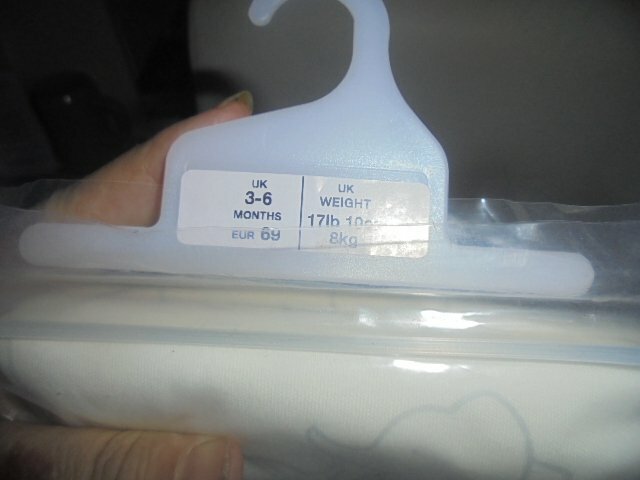 UK
3-6
MONTHS
EUR 69
UK
WEIGHT
17lb
8kg